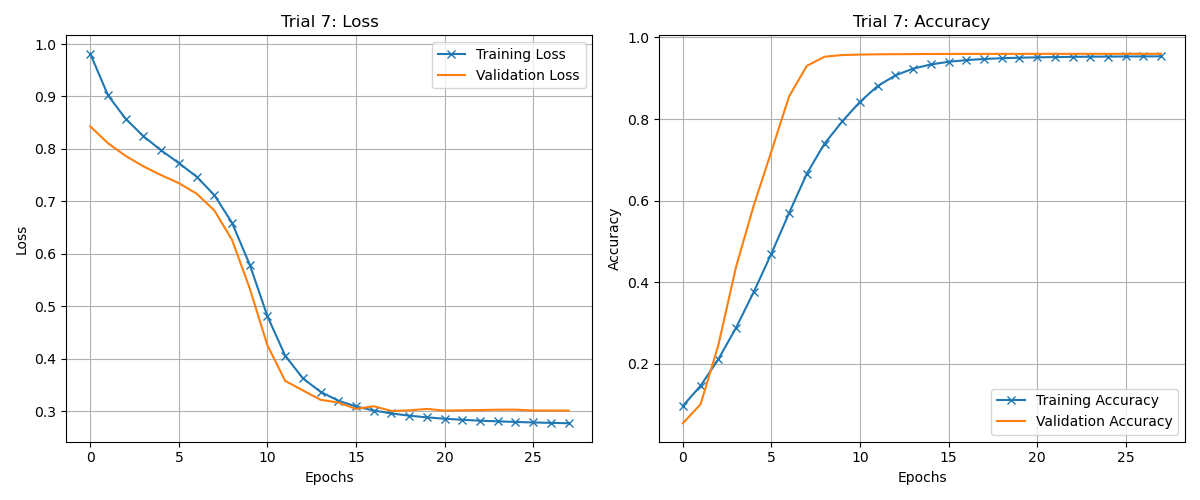 Trial 7: Loss
1.0
0.9
0.8
0.7
0.6
0.5
0.4
0.3
Loss
0 5 10 15 20 25
Epochs
Training Loss
Validation Loss
Trial 7: Accuracy
1.0
0.8
0.6
0.4
0.2
Accuracy
0 5 10 15 20 25
Epochs
Training Accuracy
Validation Accuracy